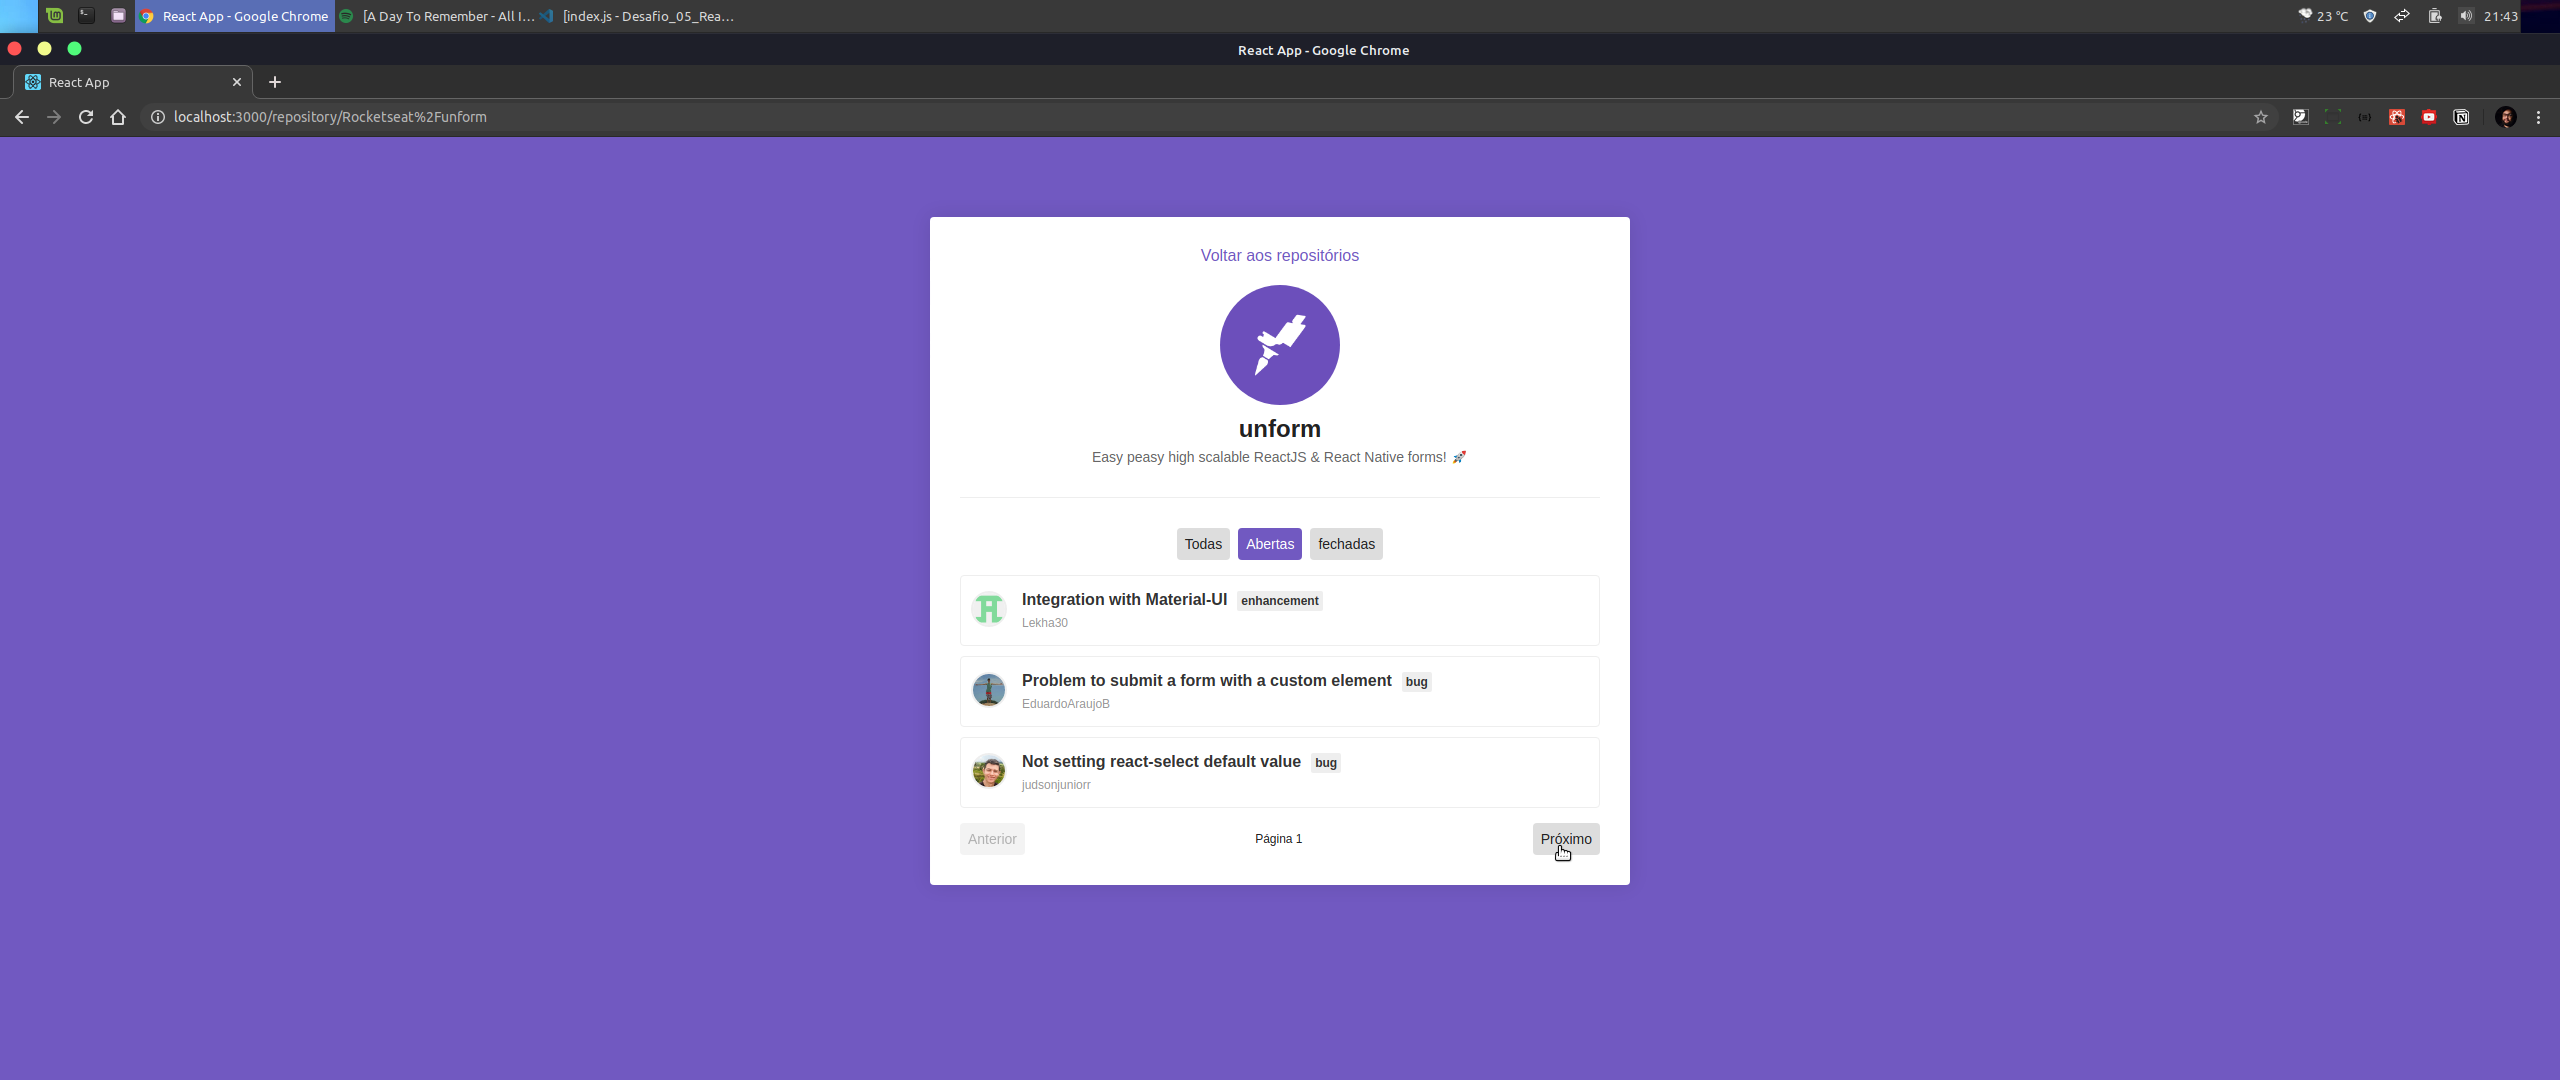 React App - Google Chrome
[A Day To Remember - All I...
[index.js - Desafio_05_Rea...
23 °C
21:43
React App - Google Chrome
React App
localhost:3000/repository/Rocketseat%2Funform
Voltar aos repositórios
unform
Easy peasy high scalable ReactJS & React Native forms! 🚀
Todas
Abertas
fechadas
Integration with Material-UI enhancement
Lekha30
Problem to submit a form with a custom element bug
EduardoAraujoB
Not setting react-select default value bug
judsonjuniorr
Anterior
Página 1
Próximo